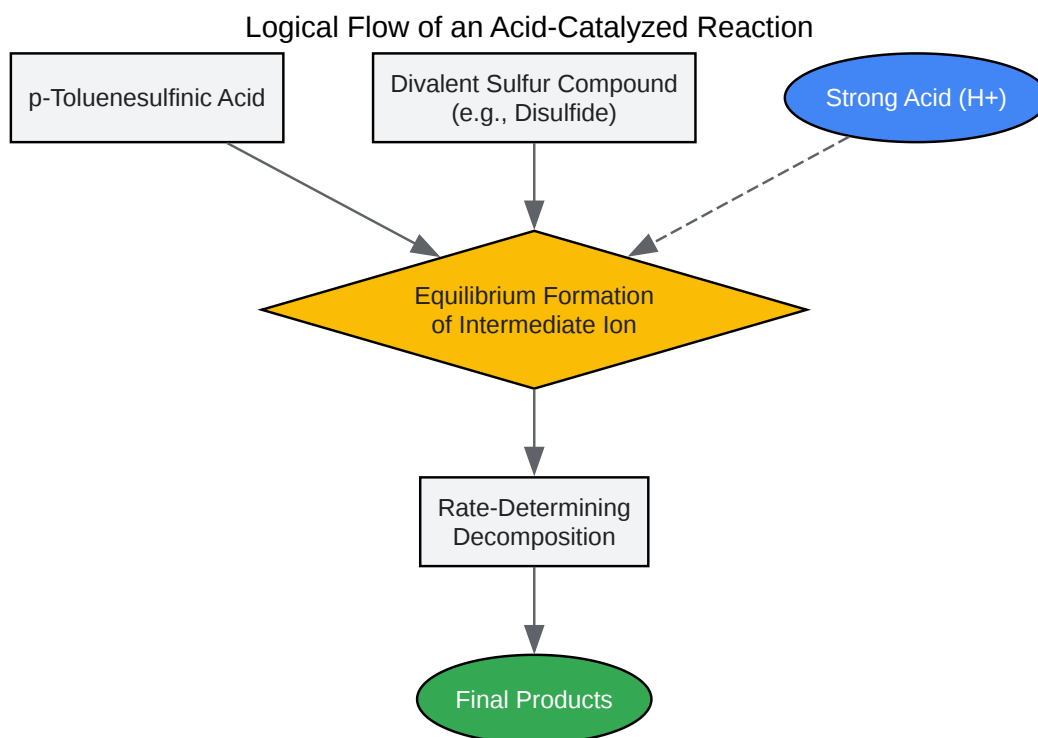 Logical Flow of an Acid-Catalyzed Reaction
p-Toluenesulfinic Acid
Divalent Sulfur Compound
(e.g., Disulfide)
Strong Acid (H+)
Equilibrium Formation
of Intermediate Ion
Rate-Determining
Decomposition
Final Products